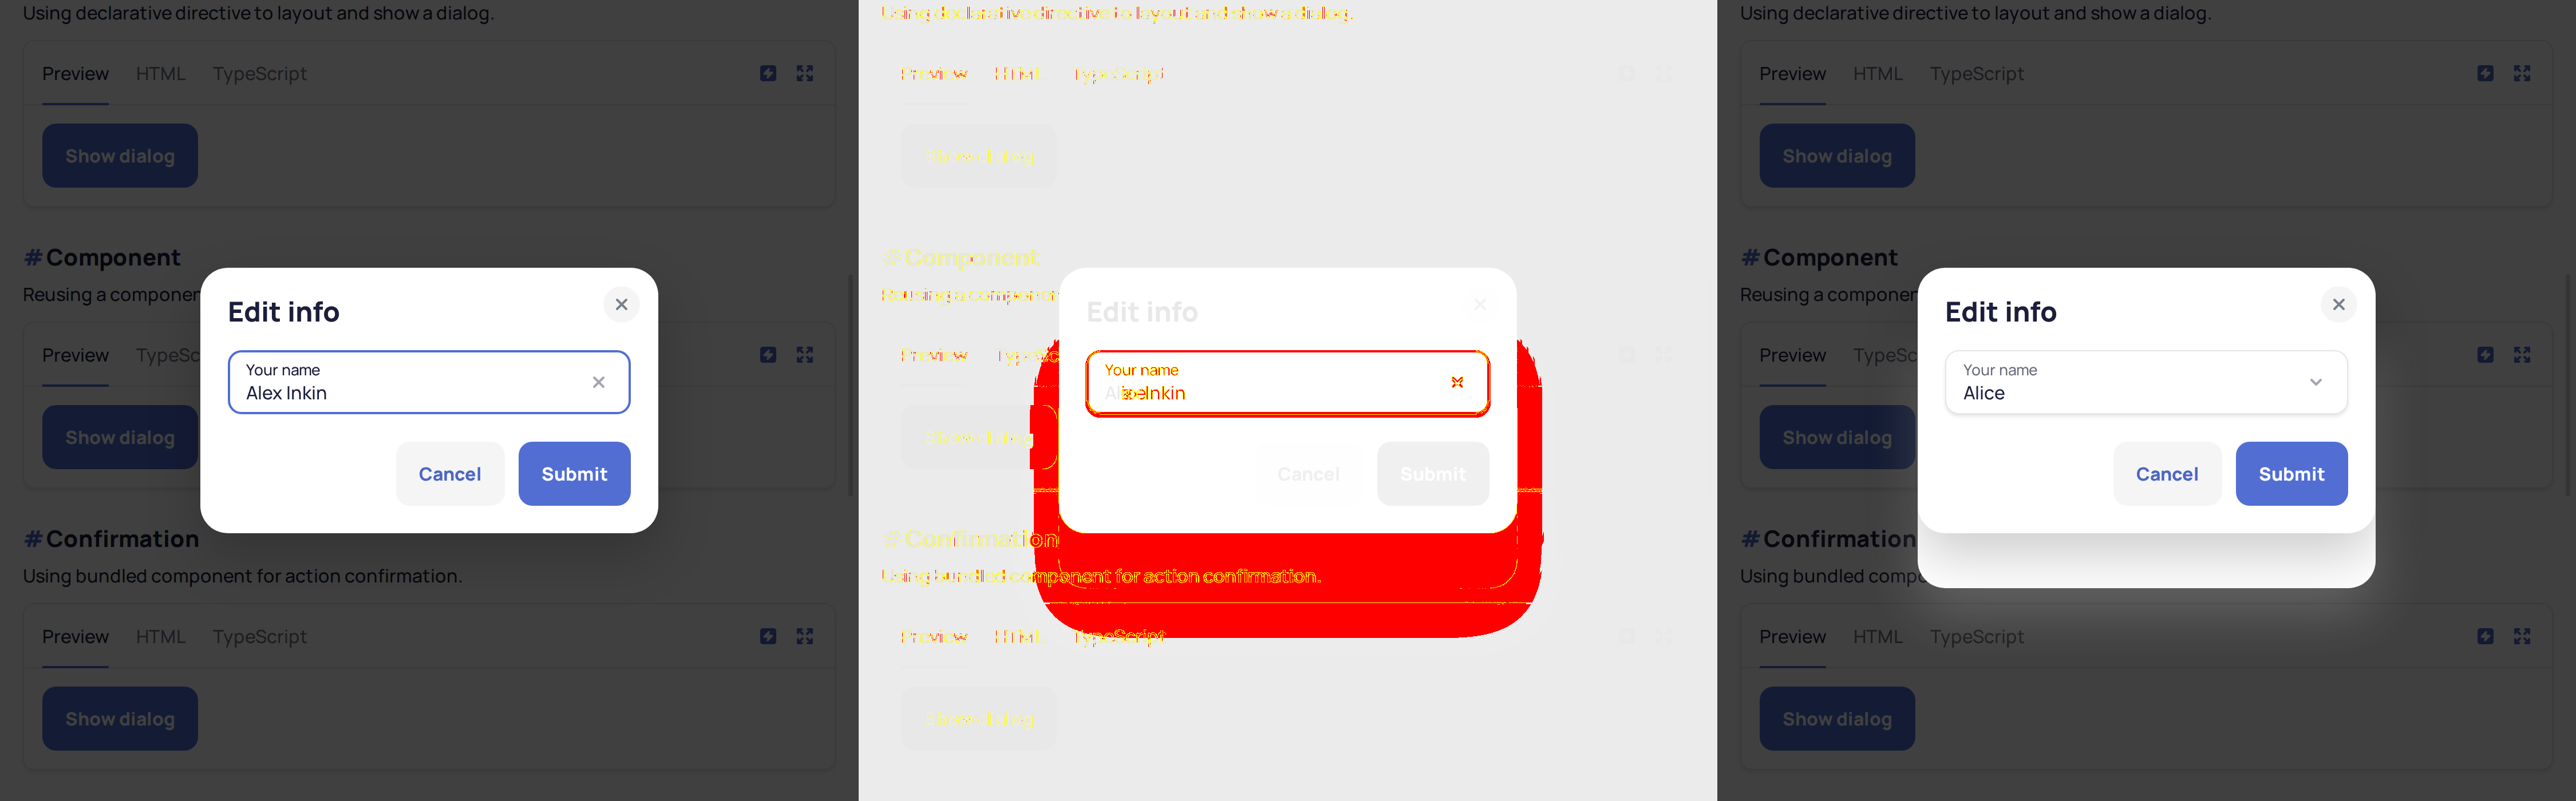 Using declarative directive to layout and show a dialog.
Preview HTML TypeScript
Show dialog
#Component
Reusing a componen
Preview TypeSc
Show dialog
Edit info
Your name
Alex Inkin
Cancel Submit
#Confirmation
Using bundled component for action confirmation.
Preview HTML TypeScript
Show dialog
Using declarative directive to layout and show a dialog.
Preview HTML TypeScript
Show dialog
#Component
Reusing a componen
Preview TypeSc
Show dialog
Edit info
Your name
Inkin
Cancel Submit
#Confirmation
Using bundled component for action confirmation.
Preview HTML TypeScript
Show dialog
Using declarative directive to layout and show a dialog.
Preview HTML TypeScript
Show dialog
#Component
Reusing a componen
Preview TypeSc
Show dialog
Edit info
Your name
Alice
Cancel Submit
#Confirmation
Using bundled comp
Preview HTML TypeScript
Show dialog